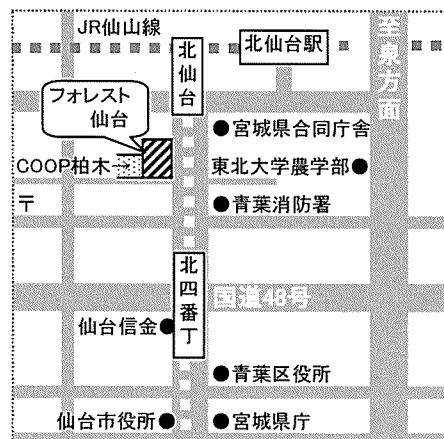 JR仙山線
北仙台
北仙台駅
至泉方面
フォレスト
仙台
宮城県合同庁舎
COOP柏木
東北大学農学部
〒
青葉消防署
北四番丁
国道48号
仙台信金
青葉区役所
仙台市役所
宮城県庁